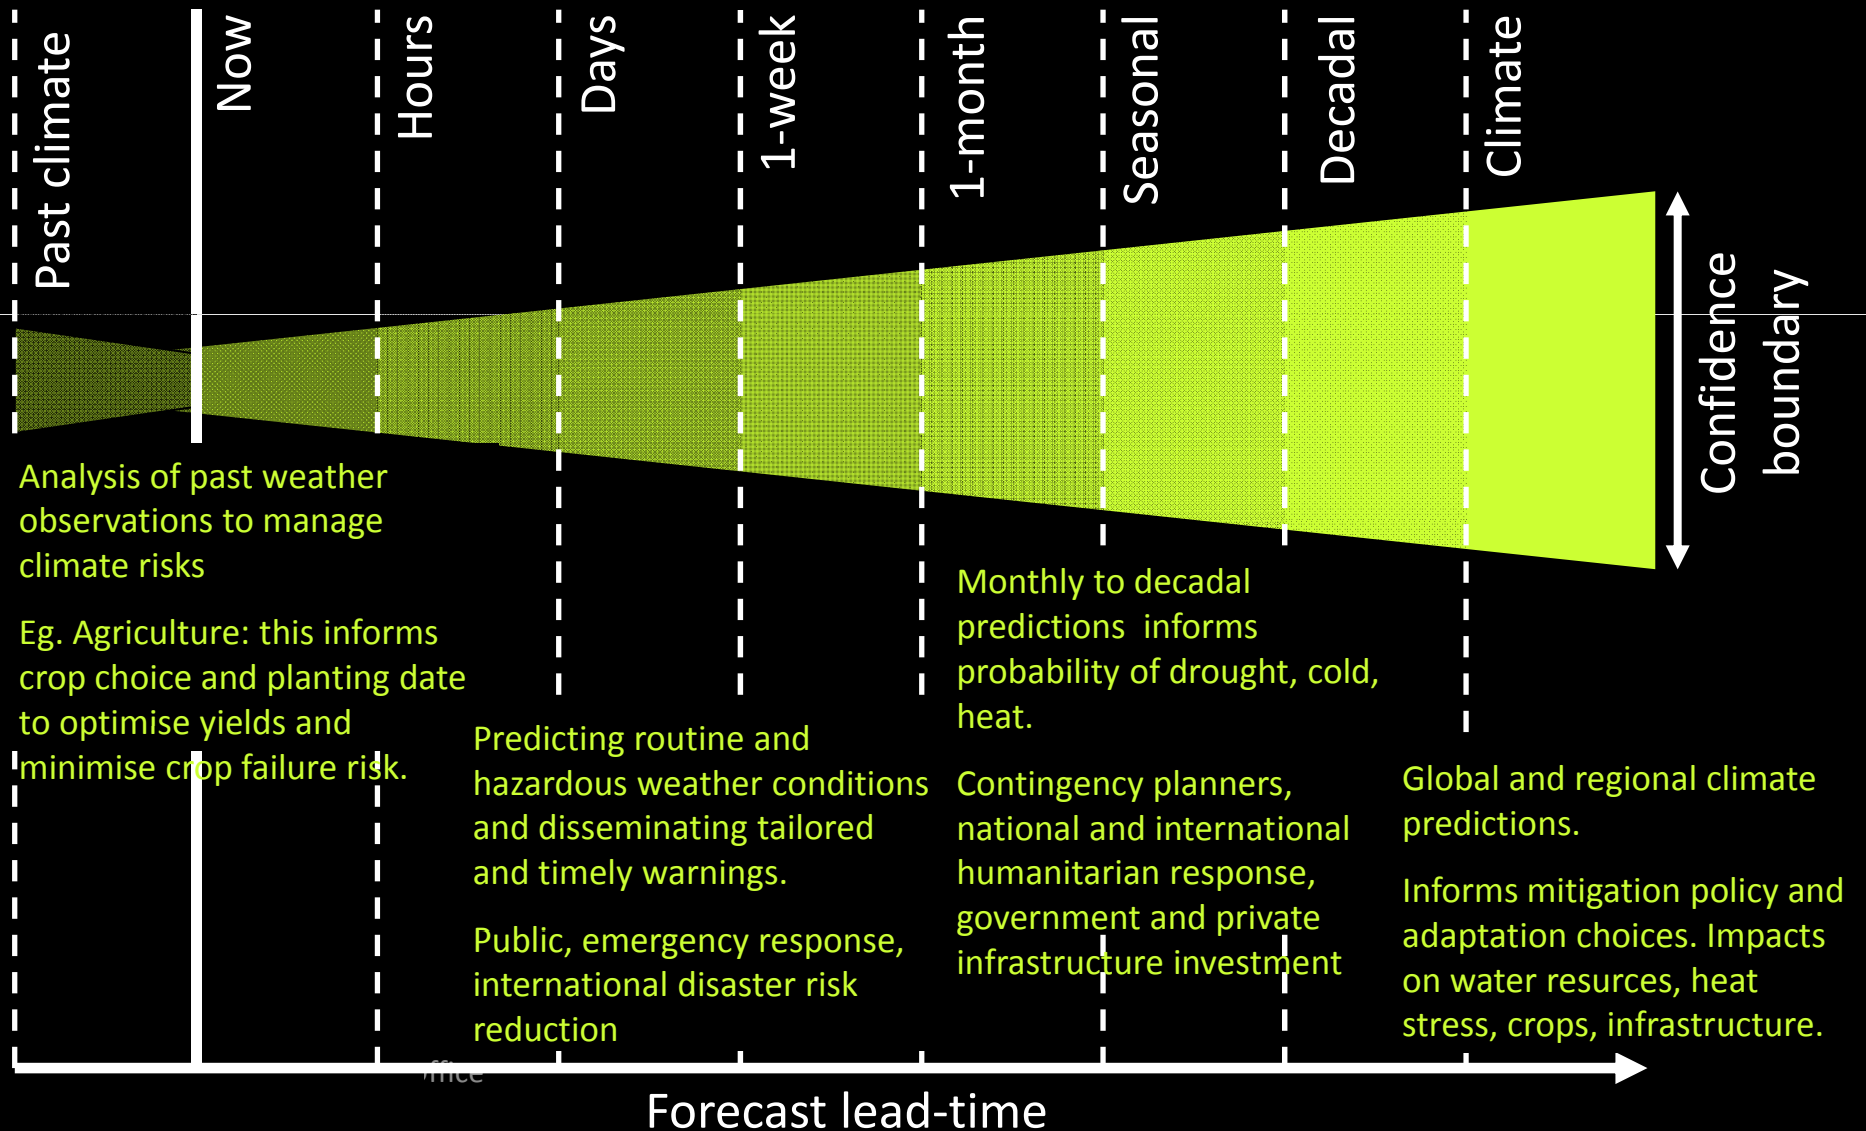 Past climate
Now
Hours
Days
1-week
1-month
Seasonal
Decadal
Climate
Confidence
boundary
Analysis of past weather
observations to manage
climate risks
Eg. Agriculture: this informs
crop choice and planting date
to optimise yields and
minimise crop failure risk.
Predicting routine and
hazardous weather conditions
and disseminating tailored
and timely warnings.
Public, emergency response,
international disaster risk
reduction
Monthly to decadal
predictions informs
probability of drought, cold,
heat.
Contingency planners,
national and international
humanitarian response,
government and private
infrastructure investment
Global and regional climate
predictions.
Informs mitigation policy and
adaptation choices. Impacts
on water resurces, heat
stress, crops, infrastructure.
Forecast lead-time